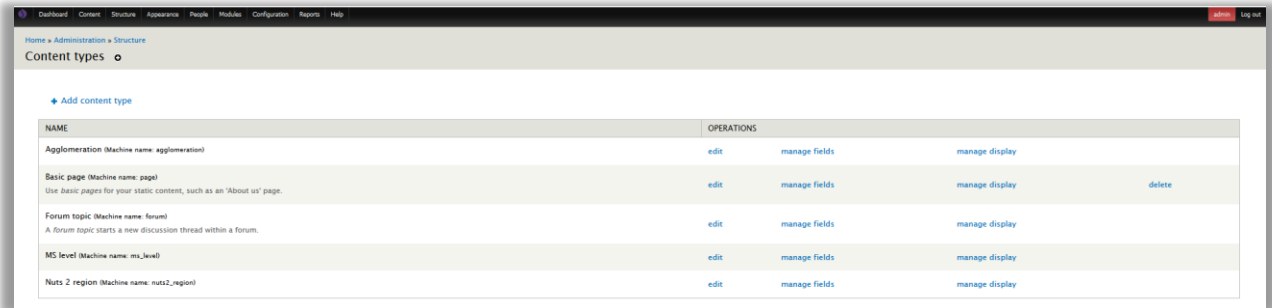 Dashboard Content Structure Appearance People Modules Configuration Reports Help admin Log out
Home » Administration » Structure
Content types
+ Add content type
NAME OPERATIONS
Agglomeration (Machine name: agglomeration) edit manage fields manage display
Basic page (Machine name: page)
Use basic pages for your static content, such as an 'About us' page. edit manage fields manage display delete
Forum topic (Machine name: forum)
A forum topic starts a new discussion thread within a forum. edit manage fields manage display
MS level (Machine name: ms_level) edit manage fields manage display
Nuts 2 region (Machine name: nuts2_region) edit manage fields manage display